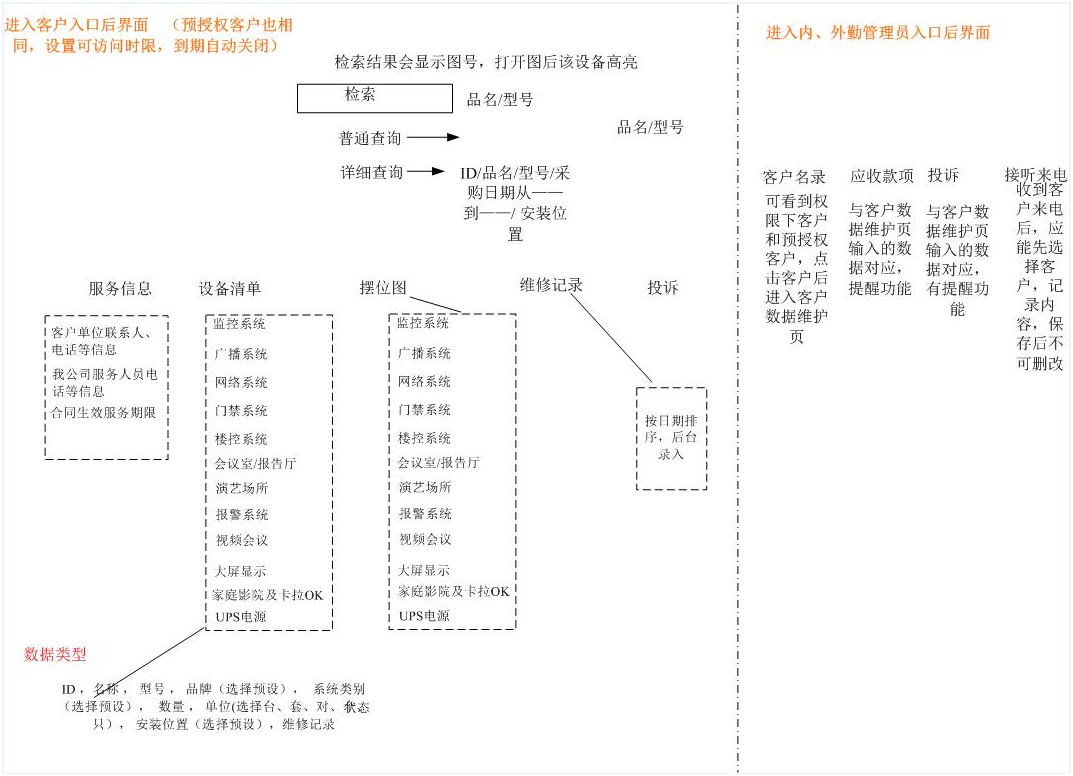 进入客户入口后界面 （预授权客户也相
同，设置可访问时限，到期自动关闭）
检索结果会显示图号，打开图后该设备高亮
检索
品名/型号
品名/型号
普通查询
详细查询
ID/品名/型号/采
购日期从——
到——/ 安装位
置
服务信息
设备清单
摆位图
维修记录
投诉
客户单位联系人、
电话等信息
我公司服务人员电
话等信息
合同生效服务期限
监控系统
广播系统
网络系统
门禁系统
楼控系统
会议室/报告厅
演艺场所
报警系统
视频会议
大屏显示
家庭影院及卡拉OK
UPS电源
监控系统
广播系统
网络系统
门禁系统
楼控系统
会议室/报告厅
演艺场所
报警系统
视频会议
大屏显示
家庭影院及卡拉OK
UPS电源
按日期排
序，后台
录入
数据类型
ID ， 名称 ， 型号 ， 品牌（选择预设）， 系统类别
（选择预设）， 数量 ， 单位(选择台、套、对、个、
只） ， 安装位置（选择预设）, 维修记录
状态
进入内、外勤管理员入口后界面
客户名录
可看到权
限下客户
和预授权
客户，点
击客户后
进入客户
数据维护
页
应收款项
与客户数
据维护页
输入的数
据对应，
提醒功能
投诉
与客户数
据维护页
输入的数
据对应，
有提醒功
能
接听来电
收到客
户来电
后，应
能先选
择客
户，记
录内
容，保
存后不
可删改